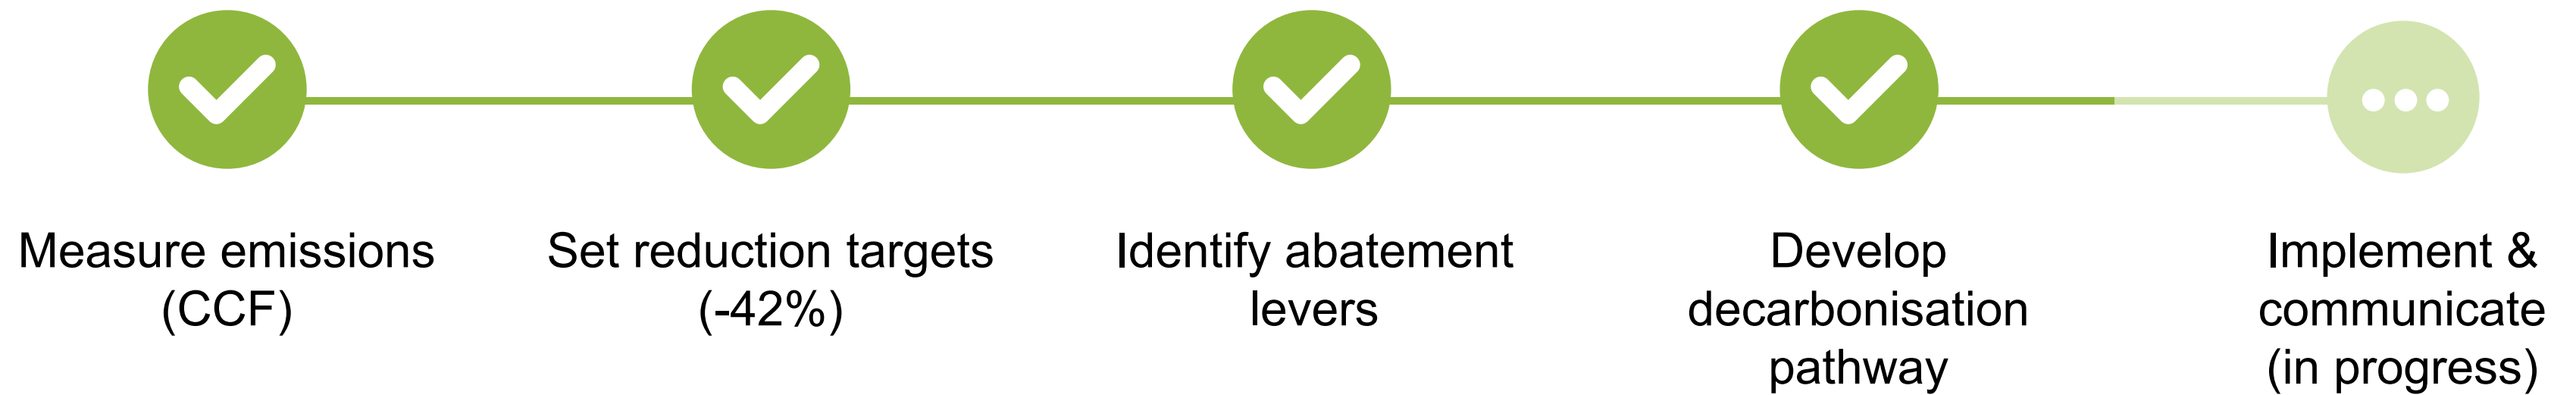 Measure emissions
(CCF)
Set reduction targets
(-42%)
Identify abatement
levers
Develop
decarbonisation
pathway
Implement &
communicate
(in progress)